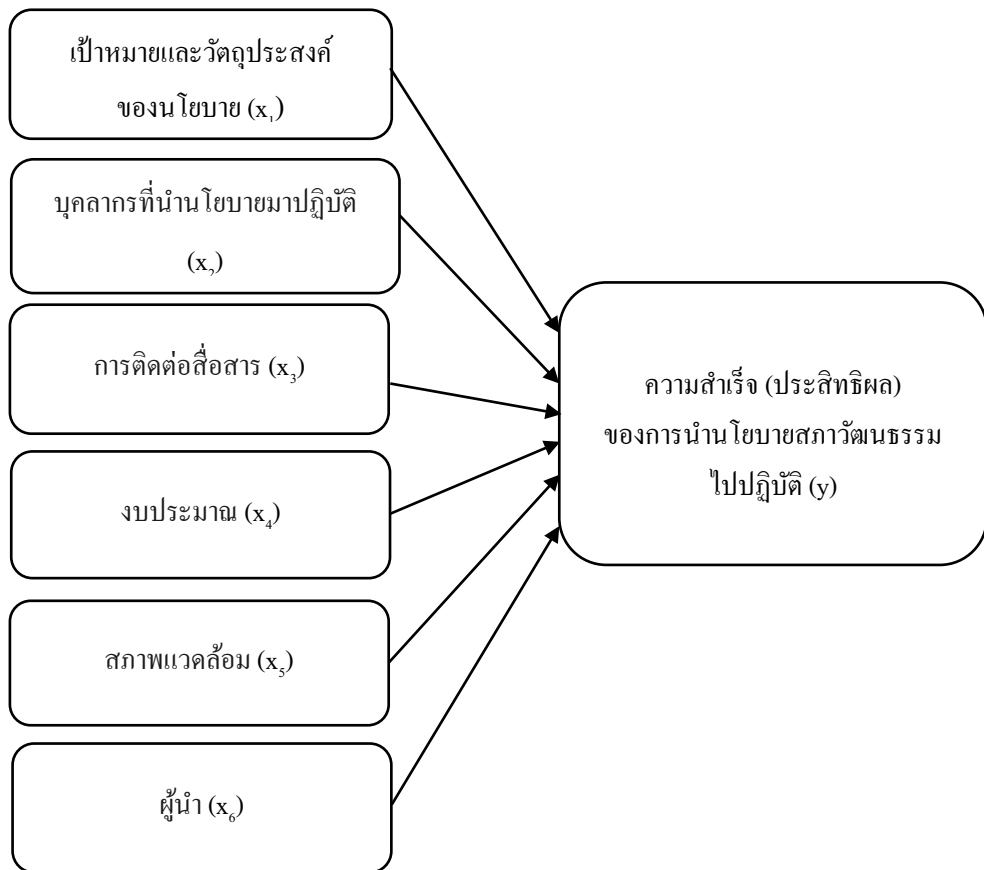 เป้าหมายและวัตถุประสงค์
ของนโยบาย (x₁)
บุคลากรที่นำนโยบายมาปฏิบัติ
(x₂)
การติดต่อสื่อสาร (x₃)
งบประมาณ (x₄)
สภาพแวดล้อม (x₅)
ผู้นำ (x₆)
ความสำเร็จ (ประสิทธิผล)
ของการนำนโยบายสภาวัฒนธรรม
ไปปฏิบัติ (y)